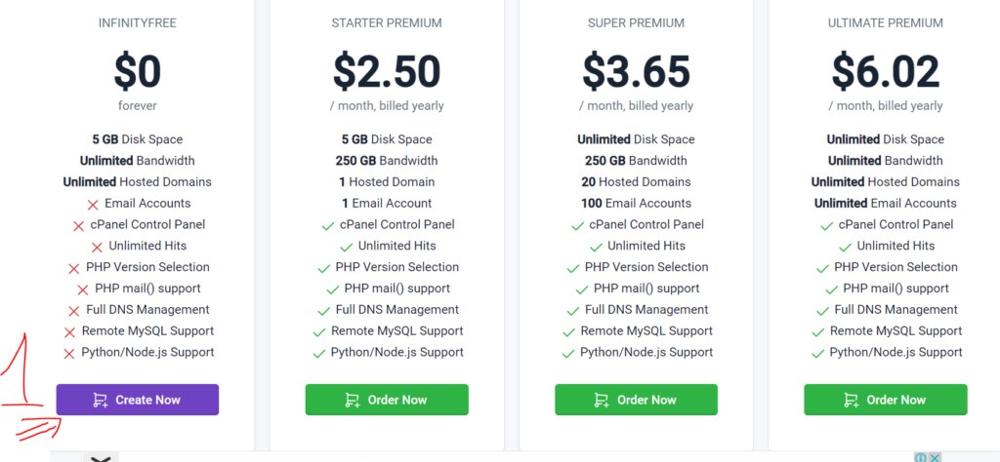 INFINITYFREE
$0
forever
5 GB Disk Space
Unlimited Bandwidth
Unlimited Hosted Domains
Email Accounts
cPanel Control Panel
Unlimited Hits
PHP Version Selection
PHP mail() support
Full DNS Management
Remote MySQL Support
Python/Node.js Support
Create Now
1
STARTER PREMIUM
$2.50
/ month, billed yearly
5 GB Disk Space
250 GB Bandwidth
1 Hosted Domain
1 Email Account
cPanel Control Panel
Unlimited Hits
PHP Version Selection
PHP mail() support
Full DNS Management
Remote MySQL Support
Python/Node.js Support
Order Now
SUPER PREMIUM
$3.65
/ month, billed yearly
Unlimited Disk Space
250 GB Bandwidth
20 Hosted Domains
100 Email Accounts
cPanel Control Panel
Unlimited Hits
PHP Version Selection
PHP mail() support
Full DNS Management
Remote MySQL Support
Python/Node.js Support
Order Now
ULTIMATE PREMIUM
$6.02
/ month, billed yearly
Unlimited Disk Space
Unlimited Bandwidth
Unlimited Hosted Domains
Unlimited Email Accounts
cPanel Control Panel
Unlimited Hits
PHP Version Selection
PHP mail() support
Full DNS Management
Remote MySQL Support
Python/Node.js Support
Order Now